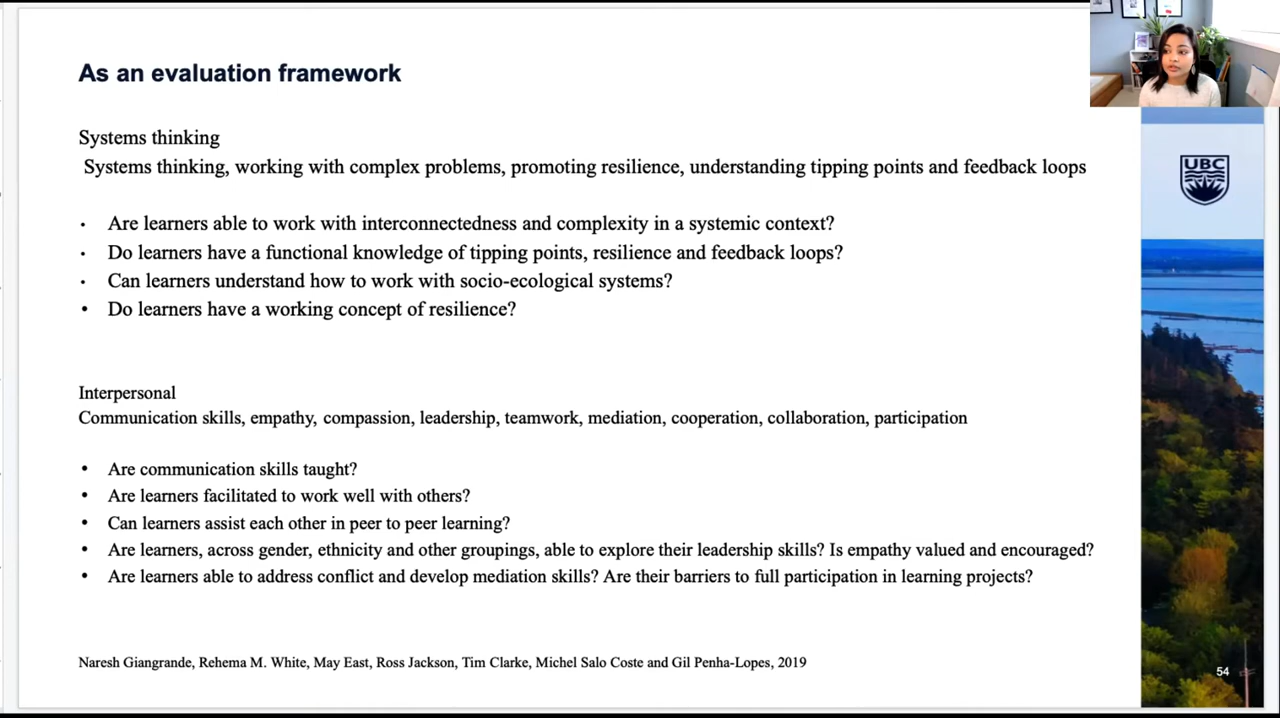 As an evaluation framework
UBC
Systems thinking
Systems thinking, working with complex problems, promoting resilience, understanding tipping points and feedback loops
• Are learners able to work with interconnectedness and complexity in a systemic context?
• Do learners have a functional knowledge of tipping points, resilience and feedback loops?
• Can learners understand how to work with socio-ecological systems?
• Do learners have a working concept of resilience?
Interpersonal
Communication skills, empathy, compassion, leadership, teamwork, mediation, cooperation, collaboration, participation
• Are communication skills taught?
• Are learners facilitated to work well with others?
• Can learners assist each other in peer to peer learning?
• Are learners, across gender, ethnicity and other groupings, able to explore their leadership skills? Is empathy valued and encouraged?
• Are learners able to address conflict and develop mediation skills? Are their barriers to full participation in learning projects?
Naresh Giangrande, Rehema M. White, May East, Ross Jackson, Tim Clarke, Michel Salo Coste and Gil Penha-Lopes, 2019
54